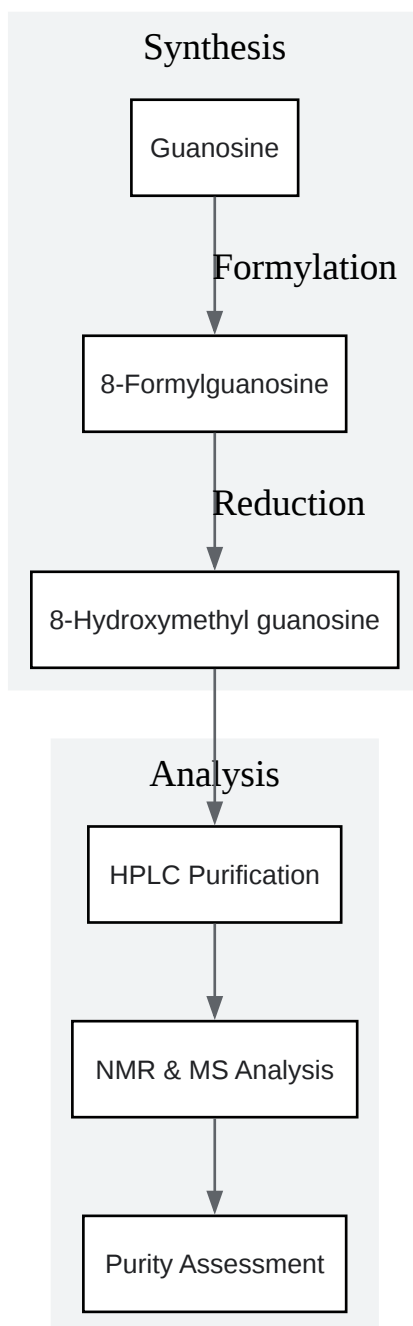 Synthesis
Guanosine
Formylation
8-Formylguanosine
Reduction
8-Hydroxymethyl guanosine
Analysis
HPLC Purification
NMR & MS Analysis
Purity Assessment